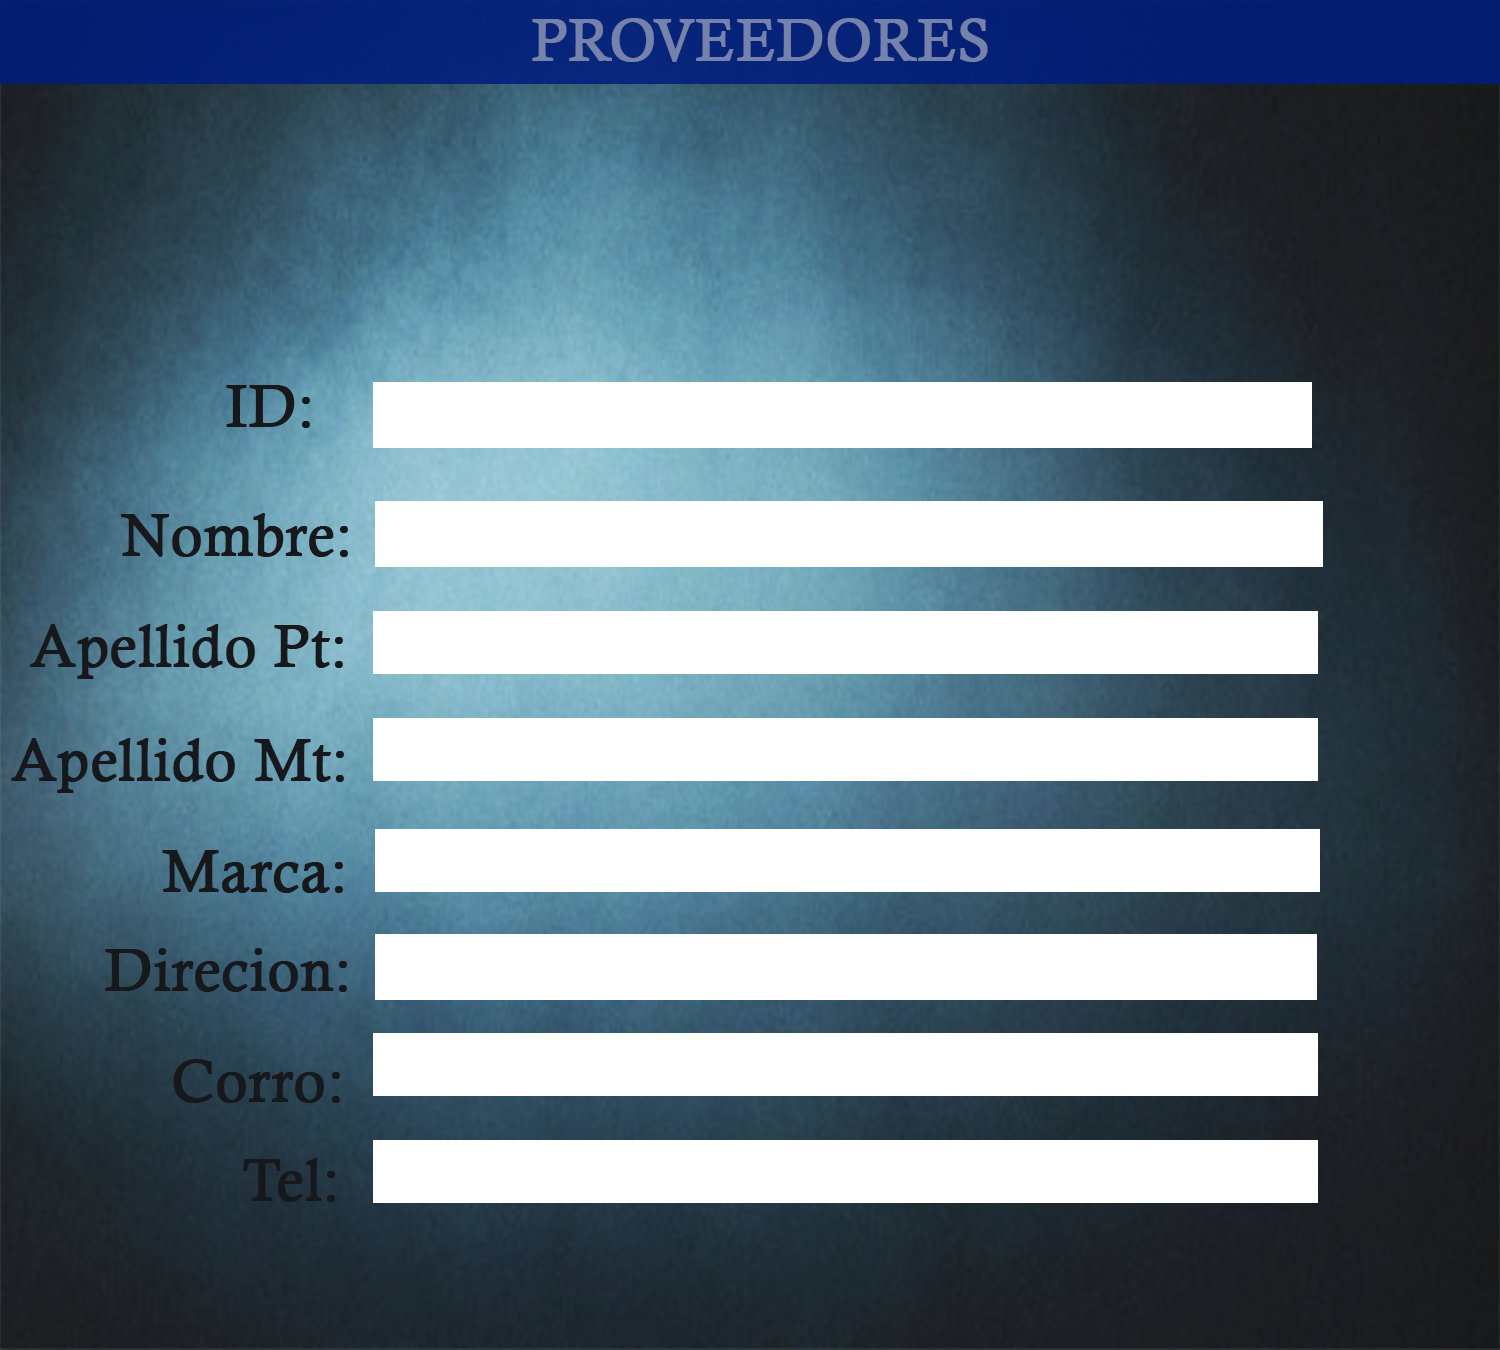 PROVEEDORES
ID:
Nombre:
Apellido Pt:
Apellido Mt:
Marca:
Direcion:
Corro:
Tel: